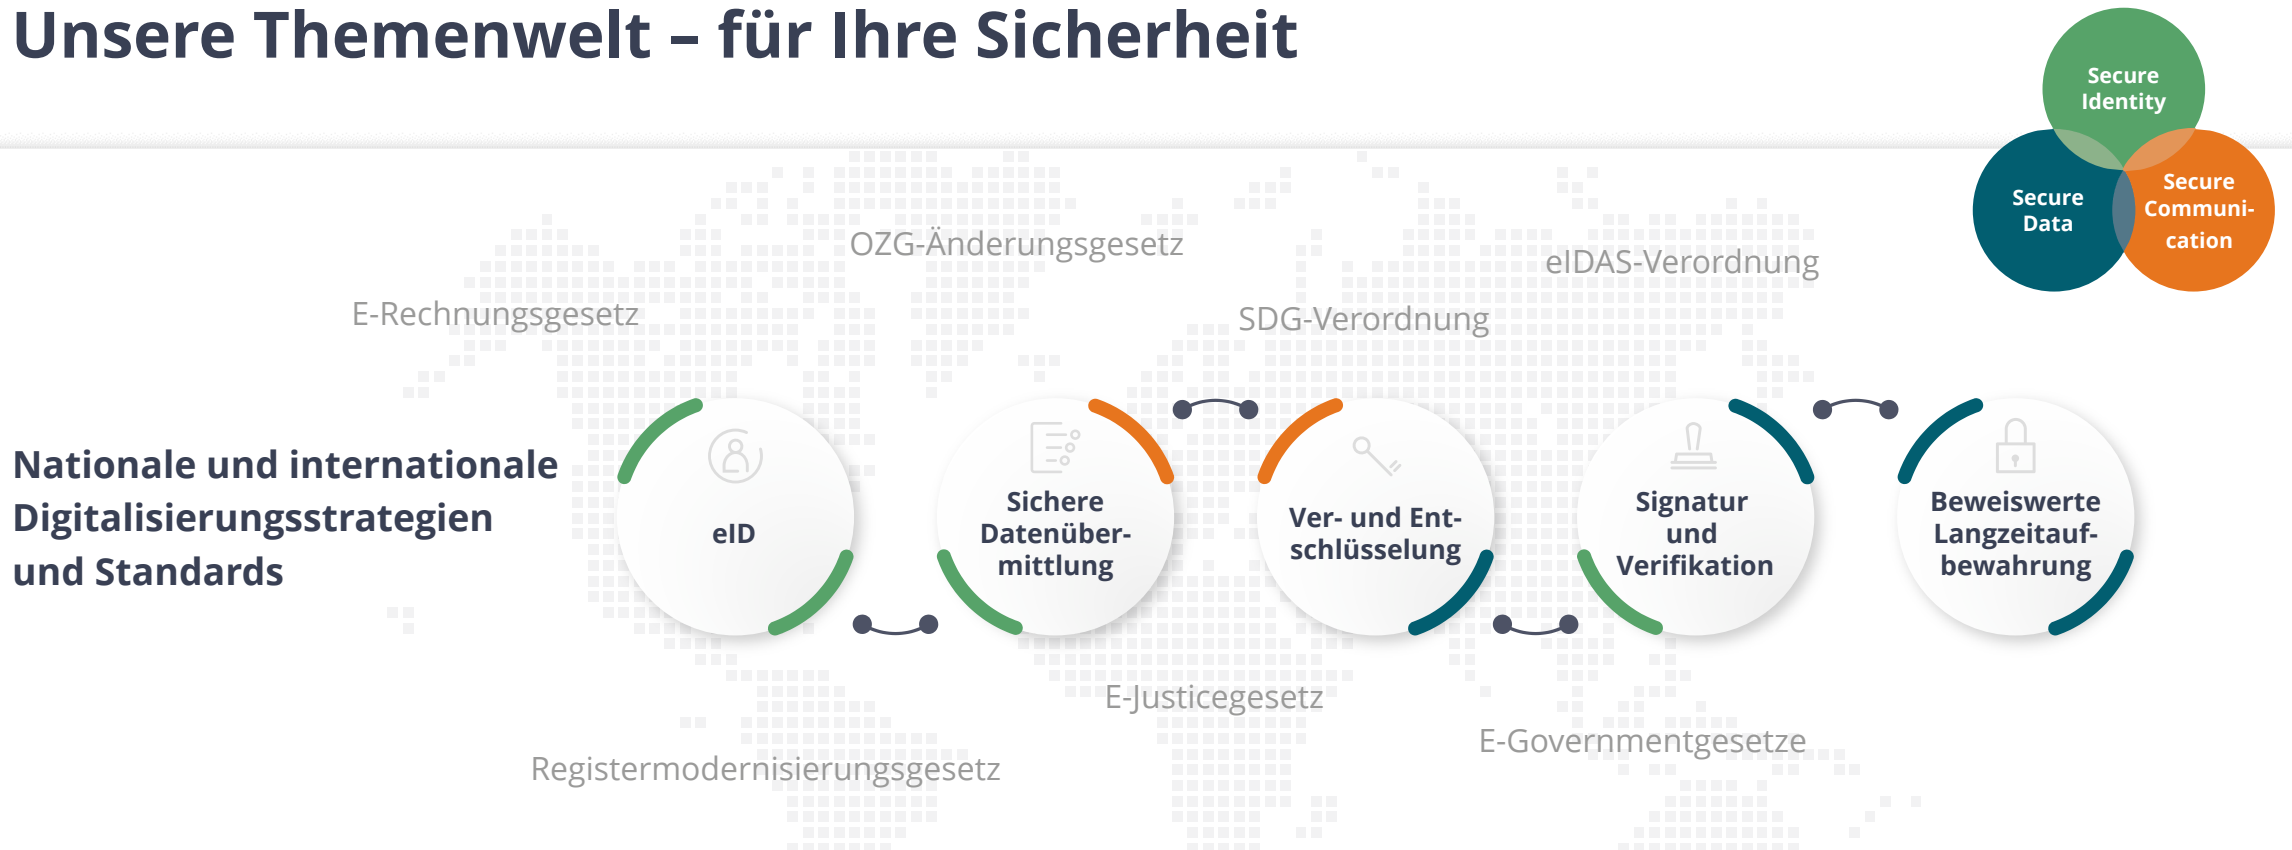 Unsere Themenwelt – für Ihre Sicherheit
Secure
Identity
Secure
Data
Secure
Communi-
cation
OZG-Änderungsgesetz
eIDAS-Verordnung
E-Rechnungsgesetz
SDG-Verordnung
Nationale und internationale
Digitalisierungsstrategien
und Standards
eID
Sichere
Datenüber-
mittlung
Ver- und Ent-
schlüsselung
Signatur
und
Verifikation
Beweiswerte
Langzeitauf-
bewahrung
E-Justicegesetz
E-Governmentgesetze
Registermodernisierungsgesetz